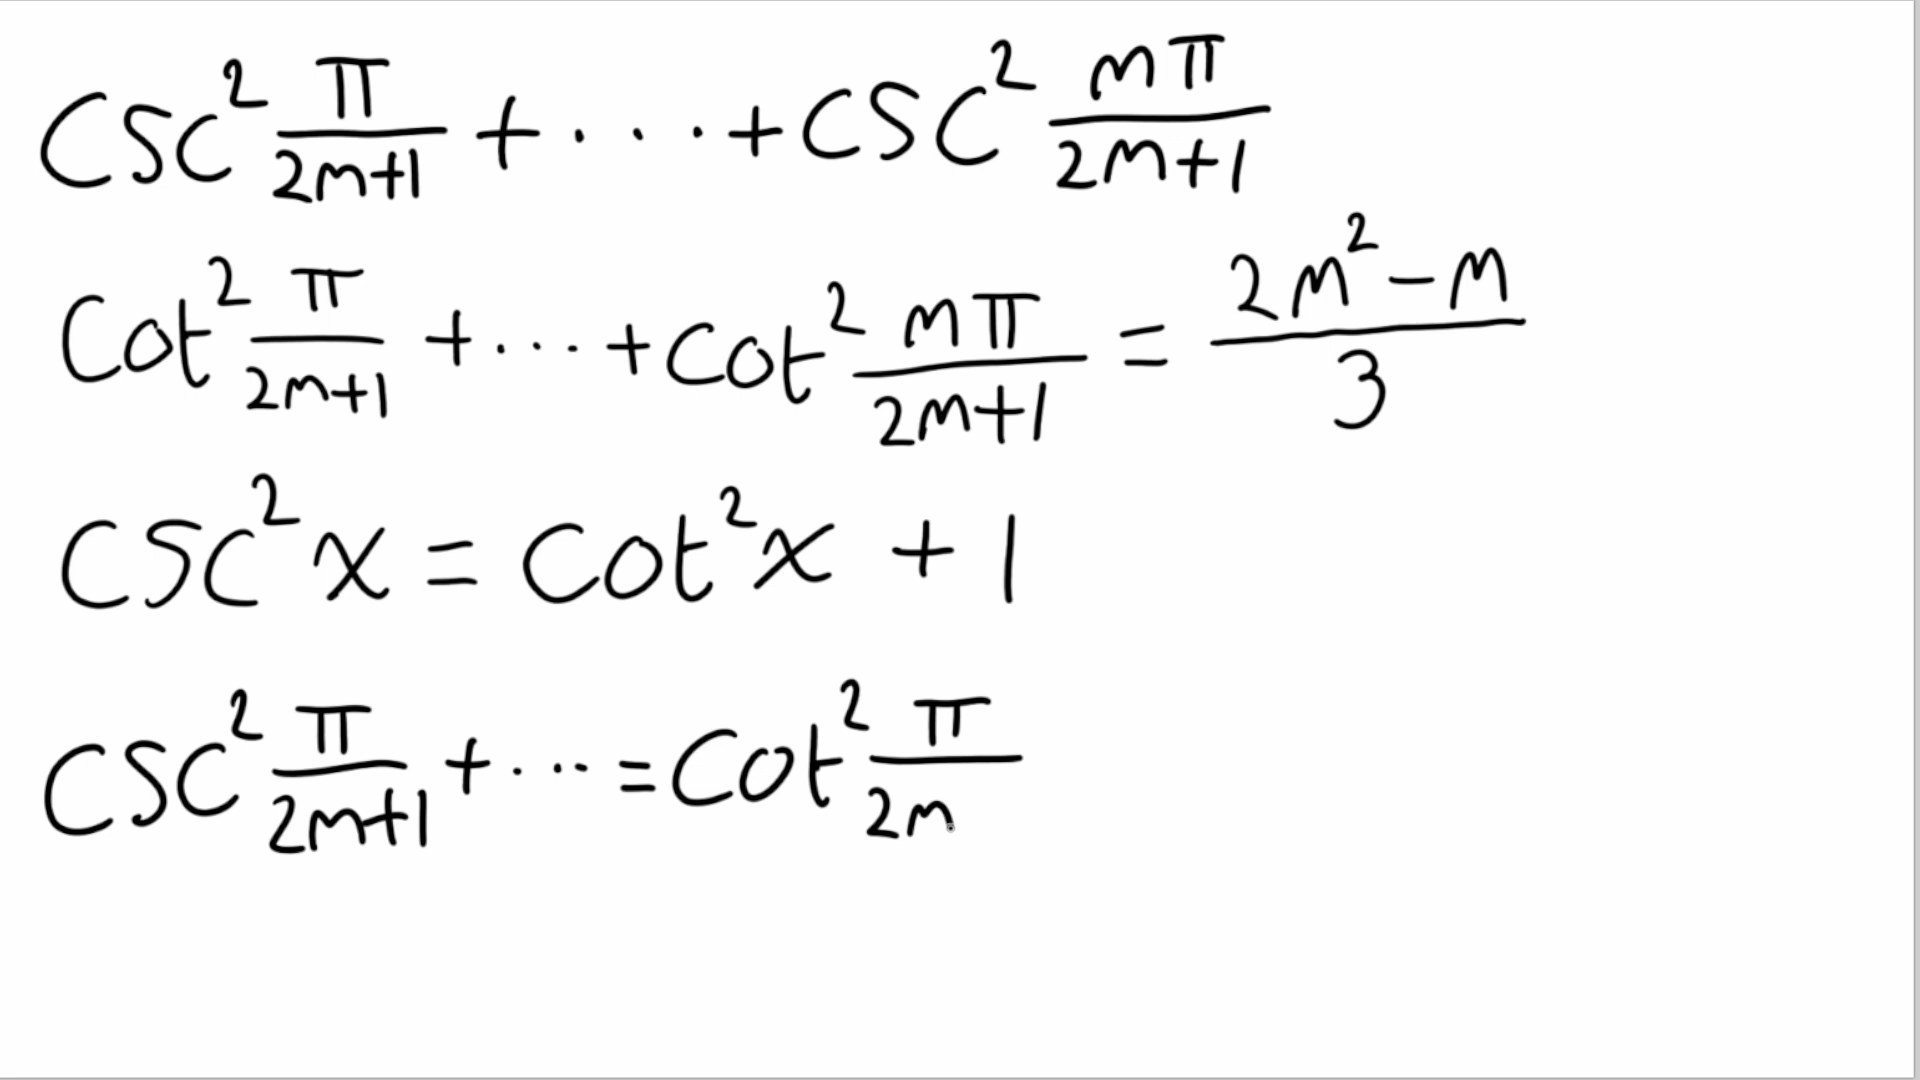 csc² π/(2m+1) + ··· + csc² mπ/(2m+1)
cot² π/(2m+1) + ··· + cot² mπ/(2m+1) = (2m² − m)/3
csc² x = cot² x + 1
csc² π/(2m+1) + ··· = cot² π/2m